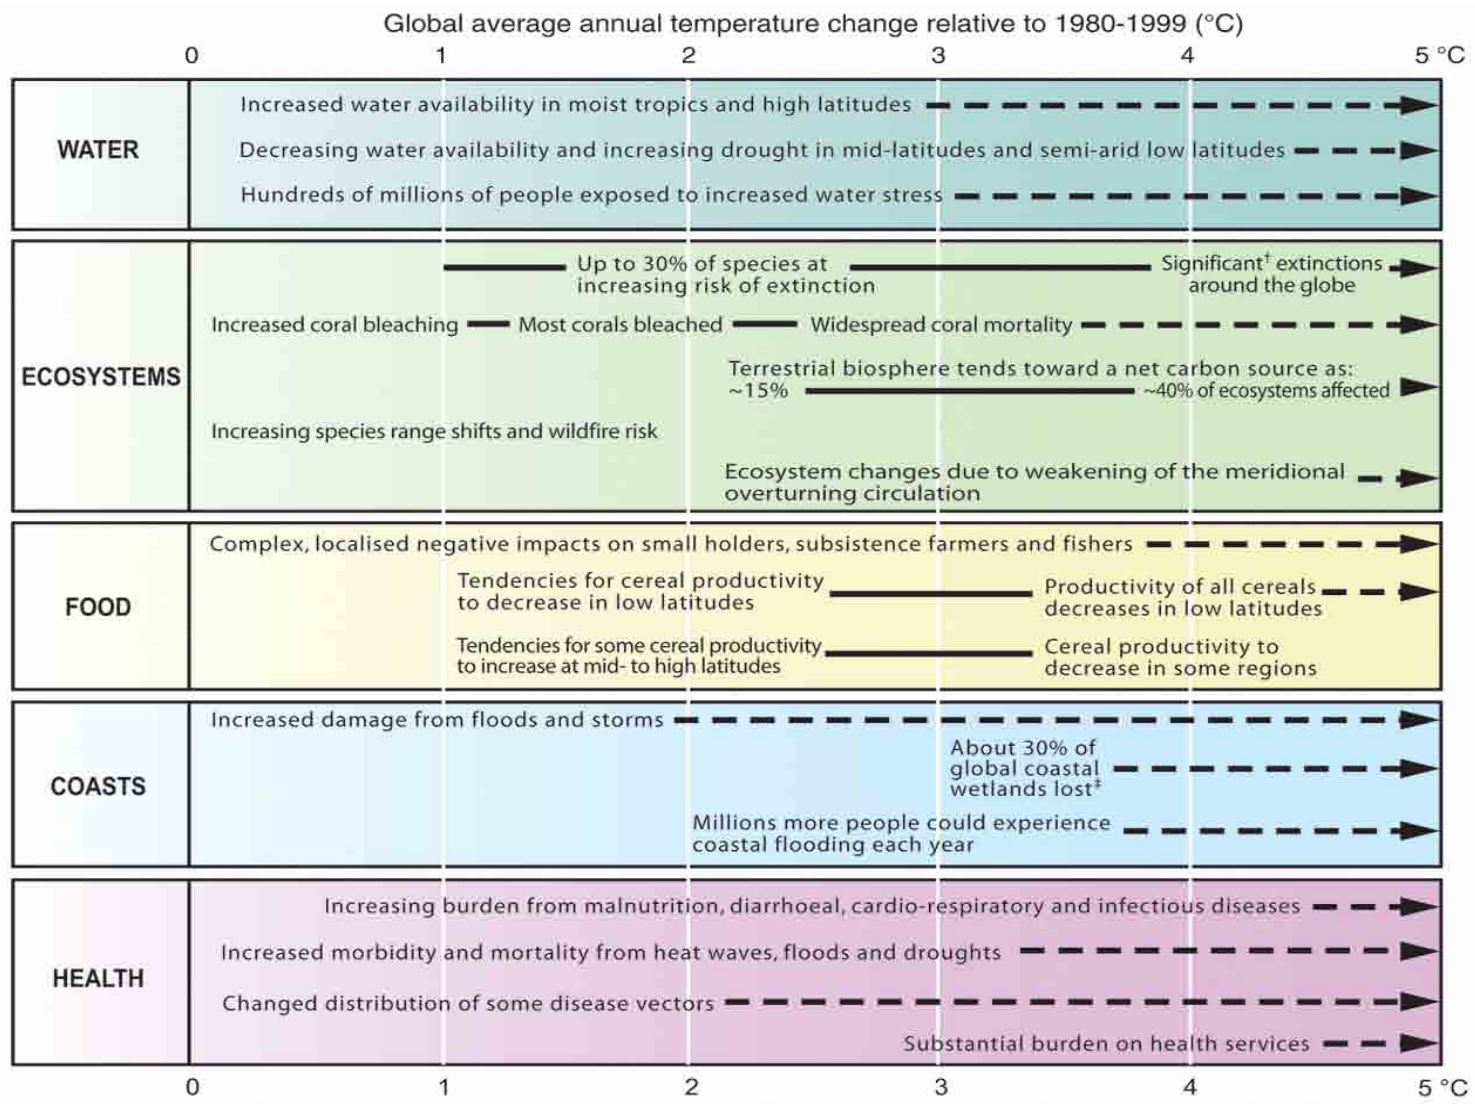 Global average annual temperature change relative to 1980-1999 (°C)
0 1 2 3 4 5 °C
WATER
Increased water availability in moist tropics and high latitudes
Decreasing water availability and increasing drought in mid-latitudes and semi-arid low latitudes
Hundreds of millions of people exposed to increased water stress
ECOSYSTEMS
Up to 30% of species at
increasing risk of extinction
Significant† extinctions
around the globe
Increased coral bleaching
Most corals bleached
Widespread coral mortality
Terrestrial biosphere tends toward a net carbon source as:
~15%
~40% of ecosystems affected
Increasing species range shifts and wildfire risk
Ecosystem changes due to weakening of the meridional
overturning circulation
FOOD
Complex, localised negative impacts on small holders, subsistence farmers and fishers
Tendencies for cereal productivity
to decrease in low latitudes
Productivity of all cereals
decreases in low latitudes
Tendencies for some cereal productivity
to increase at mid- to high latitudes
Cereal productivity to
decrease in some regions
COASTS
Increased damage from floods and storms
About 30% of
global coastal
wetlands lost‡
Millions more people could experience
coastal flooding each year
HEALTH
Increasing burden from malnutrition, diarrhoeal, cardio-respiratory and infectious diseases
Increased morbidity and mortality from heat waves, floods and droughts
Changed distribution of some disease vectors
Substantial burden on health services
0 1 2 3 4 5 °C